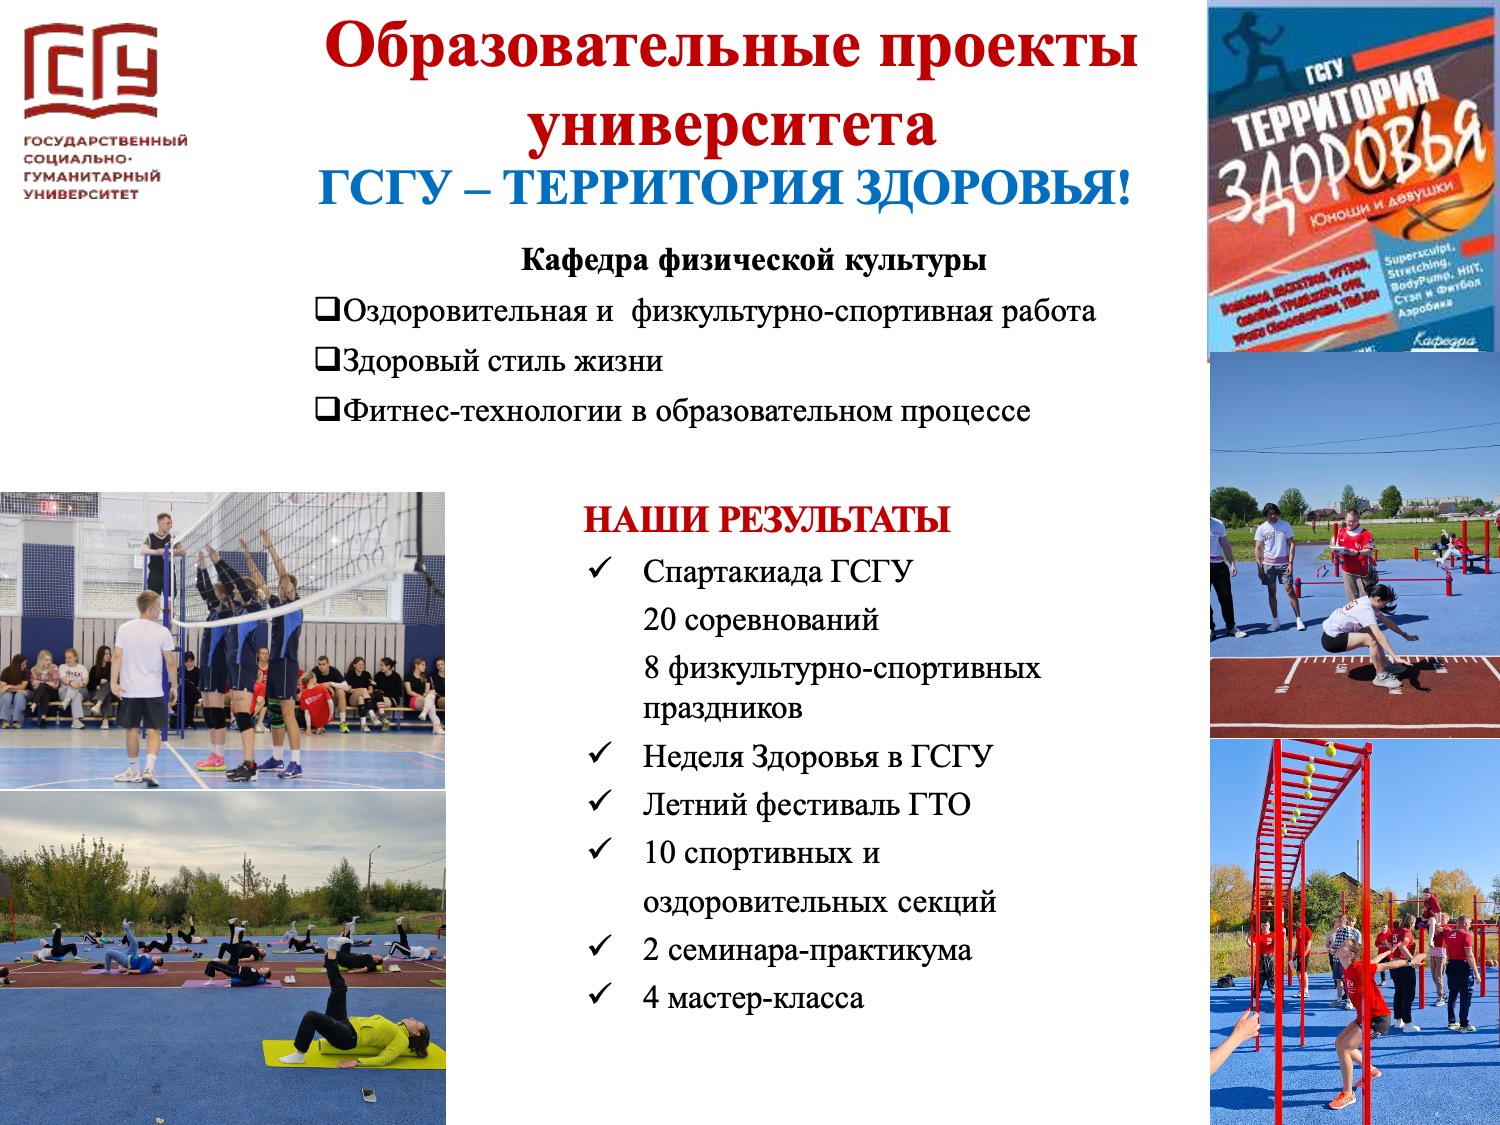 ГСГУ
ГОСУДАРСТВЕННЫЙ
СОЦИАЛЬНО-
ГУМАНИТАРНЫЙ
УНИВЕРСИТЕТ
Образовательные проекты
университета
ГСГУ – ТЕРРИТОРИЯ ЗДОРОВЬЯ!
Кафедра физической культуры
Оздоровительная и физкультурно-спортивная работа
Здоровый стиль жизни
Фитнес-технологии в образовательном процессе
ГСГУ
ТЕРРИТОРИЯ
ЗДОРОВЬЯ
Юноши и девушки
Supersculpt,
Stretching,
BodyPump, HIIT,
Стэп и Фитбол
Аэробика
Кафедра
НАШИ РЕЗУЛЬТАТЫ
Спартакиада ГСГУ
20 соревнований
8 физкультурно-спортивных
праздников
Неделя Здоровья в ГСГУ
Летний фестиваль ГТО
10 спортивных и
оздоровительных секций
2 семинара-практикума
4 мастер-класса